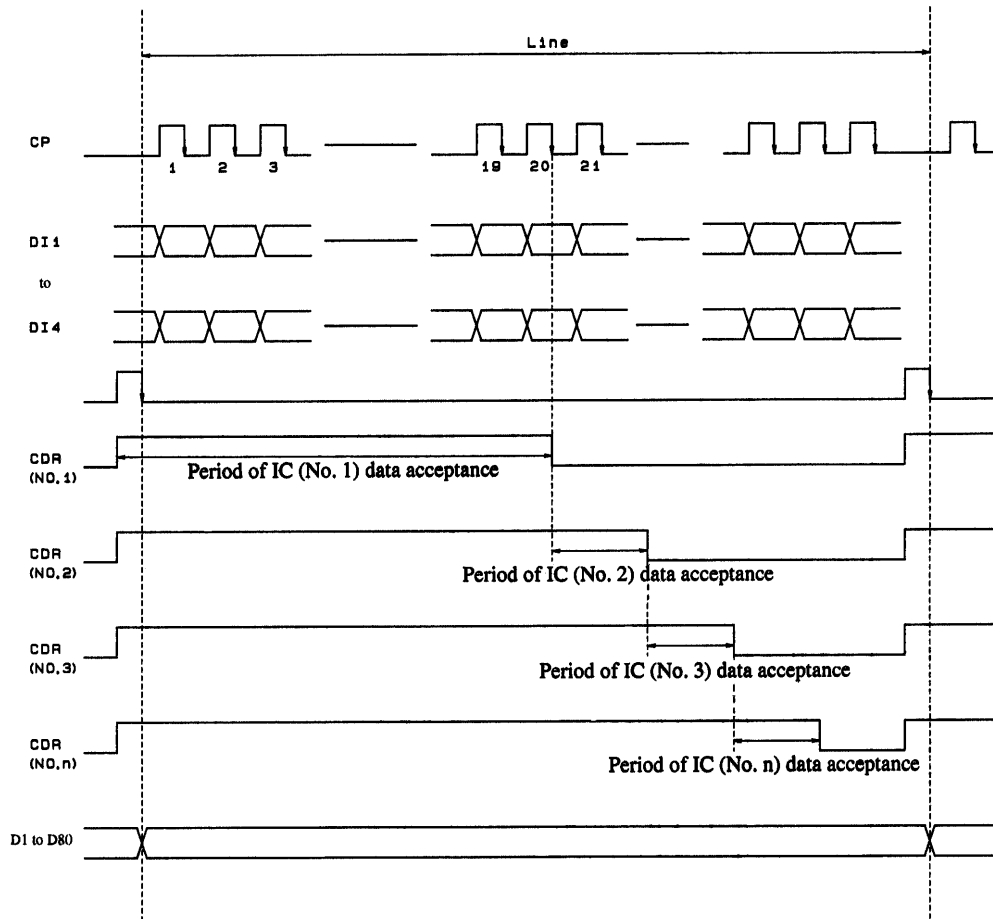 Line
CP
1 2 3 19 20 21
DI1
to
DI4
CDR
(NO.1)
Period of IC (No. 1) data acceptance
CDR
(NO.2)
Period of IC (No. 2) data acceptance
CDR
(NO.3)
Period of IC (No. 3) data acceptance
CDR
(NO.n)
Period of IC (No. n) data acceptance
D1 to D80